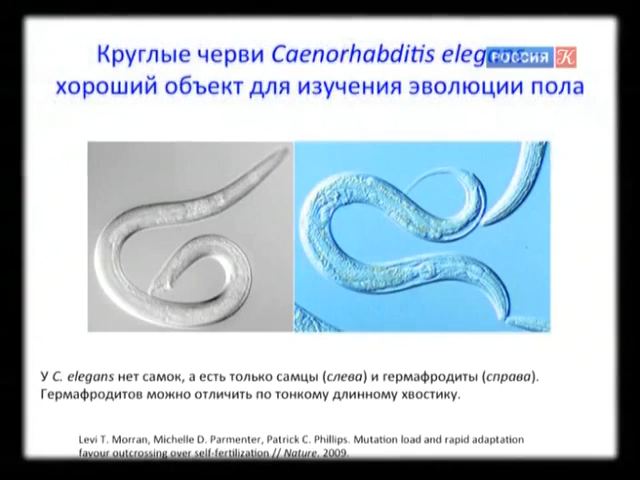 Круглые черви Caenorhabditis elegans
РОССИЯ К
хороший объект для изучения эволюции пола
У C. elegans нет самок, а есть только самцы (слева) и гермафродиты (справа).
Гермафродитов можно отличить по тонкому длинному хвостику.
Levi T. Morran, Michelle D. Parmenter, Patrick C. Phillips. Mutation load and rapid adaptation
favour outcrossing over self-fertilization // Nature. 2009.